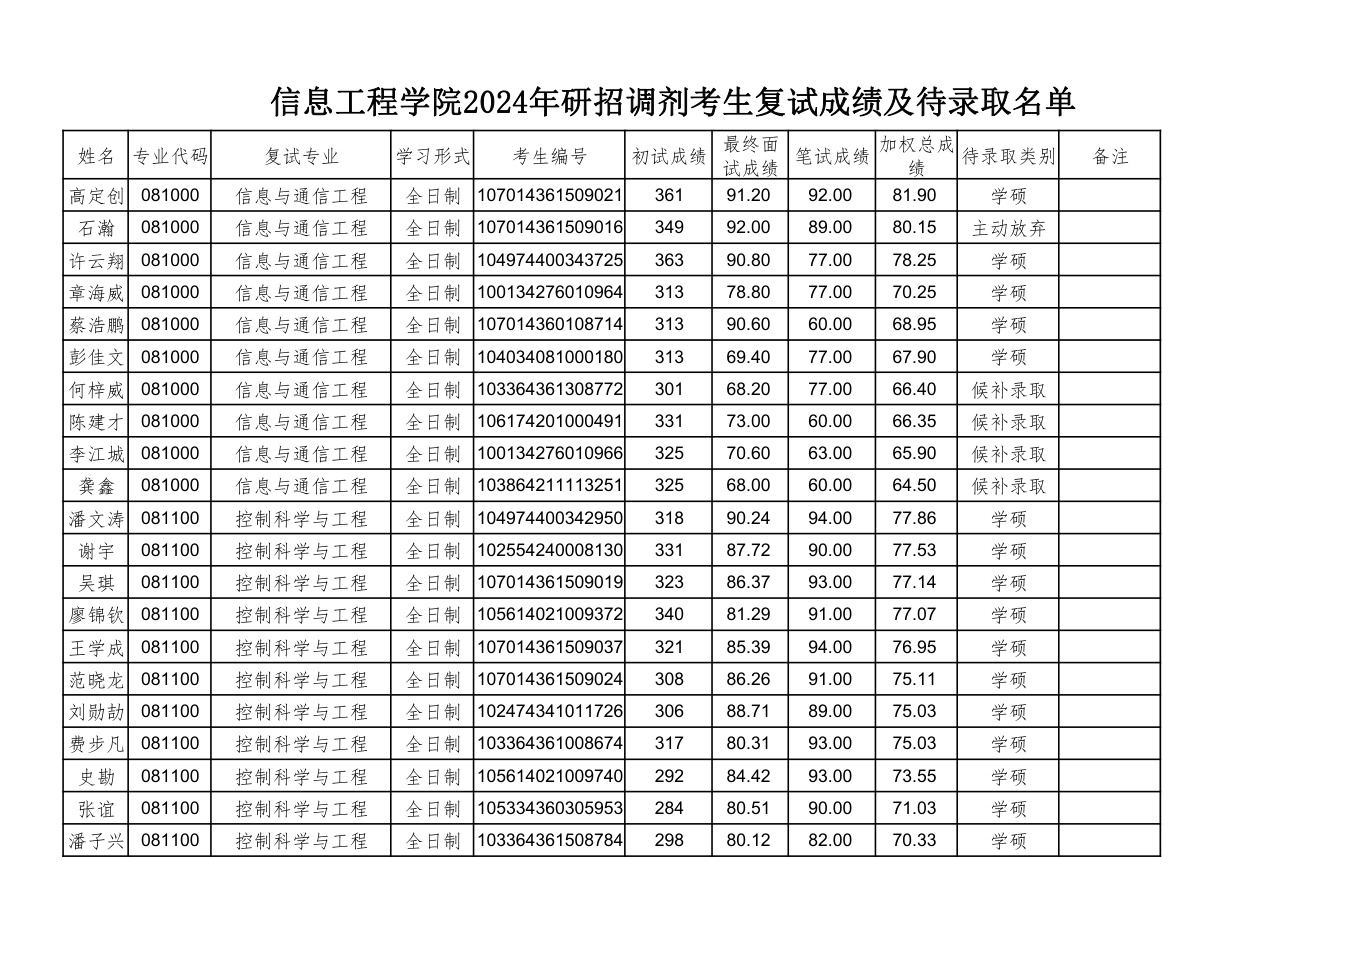 信息工程学院2024年研招调剂考生复试成绩及待录取名单
姓名 专业代码 复试专业 学习形式 考生编号 初试成绩 最终面试成绩 笔试成绩 加权总成绩 待录取类别 备注
高定创 081000 信息与通信工程 全日制 107014361509021 361 91.20 92.00 81.90 学硕
石瀚 081000 信息与通信工程 全日制 107014361509016 349 92.00 89.00 80.15 主动放弃
许云翔 081000 信息与通信工程 全日制 104974400343725 363 90.80 77.00 78.25 学硕
章海威 081000 信息与通信工程 全日制 100134276010964 313 78.80 77.00 70.25 学硕
蔡浩鹏 081000 信息与通信工程 全日制 107014360108714 313 90.60 60.00 68.95 学硕
彭佳文 081000 信息与通信工程 全日制 104034081000180 313 69.40 77.00 67.90 学硕
何梓威 081000 信息与通信工程 全日制 103364361308772 301 68.20 77.00 66.40 候补录取
陈建才 081000 信息与通信工程 全日制 106174201000491 331 73.00 60.00 66.35 候补录取
李江城 081000 信息与通信工程 全日制 100134276010966 325 70.60 63.00 65.90 候补录取
龚鑫 081000 信息与通信工程 全日制 103864211113251 325 68.00 60.00 64.50 候补录取
潘文涛 081100 控制科学与工程 全日制 104974400342950 318 90.24 94.00 77.86 学硕
谢宇 081100 控制科学与工程 全日制 102554240008130 331 87.72 90.00 77.53 学硕
吴琪 081100 控制科学与工程 全日制 107014361509019 323 86.37 93.00 77.14 学硕
廖锦钦 081100 控制科学与工程 全日制 105614021009372 340 81.29 91.00 77.07 学硕
王学成 081100 控制科学与工程 全日制 107014361509037 321 85.39 94.00 76.95 学硕
范晓龙 081100 控制科学与工程 全日制 107014361509024 308 86.26 91.00 75.11 学硕
刘勋劼 081100 控制科学与工程 全日制 102474341011726 306 88.71 89.00 75.03 学硕
费步凡 081100 控制科学与工程 全日制 103364361008674 317 80.31 93.00 75.03 学硕
史勘 081100 控制科学与工程 全日制 105614021009740 292 84.42 93.00 73.55 学硕
张谊 081100 控制科学与工程 全日制 105334360305953 284 80.51 90.00 71.03 学硕
潘子兴 081100 控制科学与工程 全日制 103364361508784 298 80.12 82.00 70.33 学硕